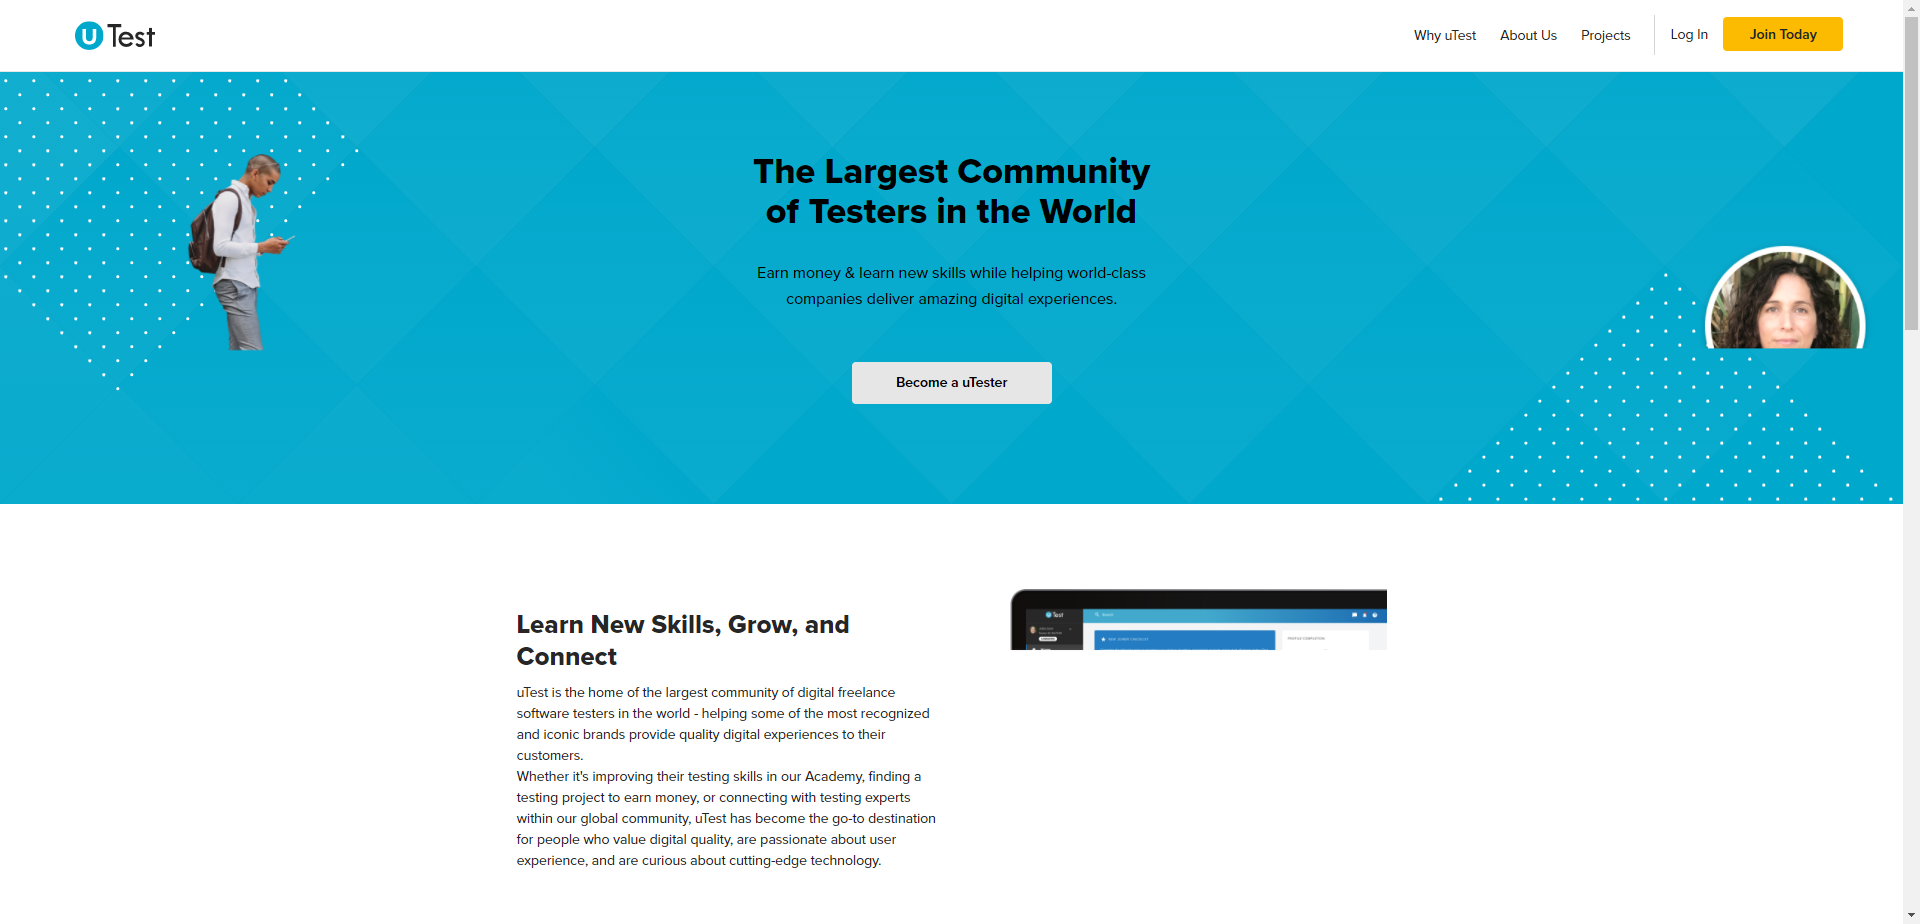 uTest
Why uTest
About Us
Projects
Log In
Join Today
The Largest Community
of Testers in the World
Earn money & learn new skills while helping world-class
companies deliver amazing digital experiences.
Become a uTester
Learn New Skills, Grow, and
Connect
uTest is the home of the largest community of digital freelance
software testers in the world - helping some of the most recognized
and iconic brands provide quality digital experiences to their
customers.
Whether it's improving their testing skills in our Academy, finding a
testing project to earn money, or connecting with testing experts
within our global community, uTest has become the go-to destination
for people who value digital quality, are passionate about user
experience, and are curious about cutting-edge technology.
uTest
PROFILE COMPLETION